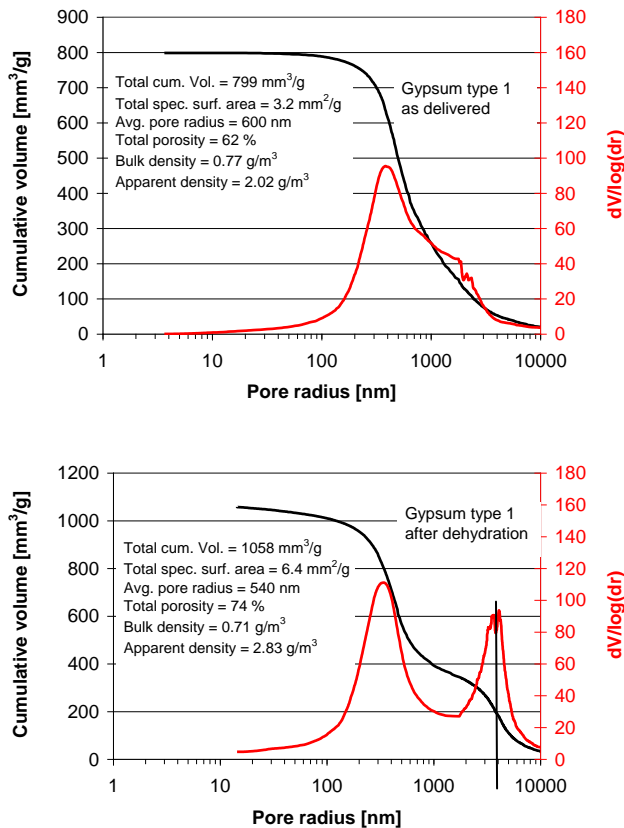 Cumulative volume [mm³/g]
900
800
700
600
500
400
300
200
100
0
Total cum. Vol. = 799 mm³/g
Total spec. surf. area = 3.2 mm²/g
Avg. pore radius = 600 nm
Total porosity = 62 %
Bulk density = 0.77 g/m³
Apparent density = 2.02 g/m³
Gypsum type 1
as delivered
180
160
140
120
100
80
60
40
20
0
dV/log(dr)
1 10 100 1000 10000
Pore radius [nm]
Cumulative volume [mm³/g]
1200
1000
800
600
400
200
0
Total cum. Vol. = 1058 mm³/g
Total spec. surf. area = 6.4 mm²/g
Avg. pore radius = 540 nm
Total porosity = 74 %
Bulk density = 0.71 g/m³
Apparent density = 2.83 g/m³
Gypsum type 1
after dehydration
180
160
140
120
100
80
60
40
20
0
dV/log(dr)
1 10 100 1000 10000
Pore radius [nm]